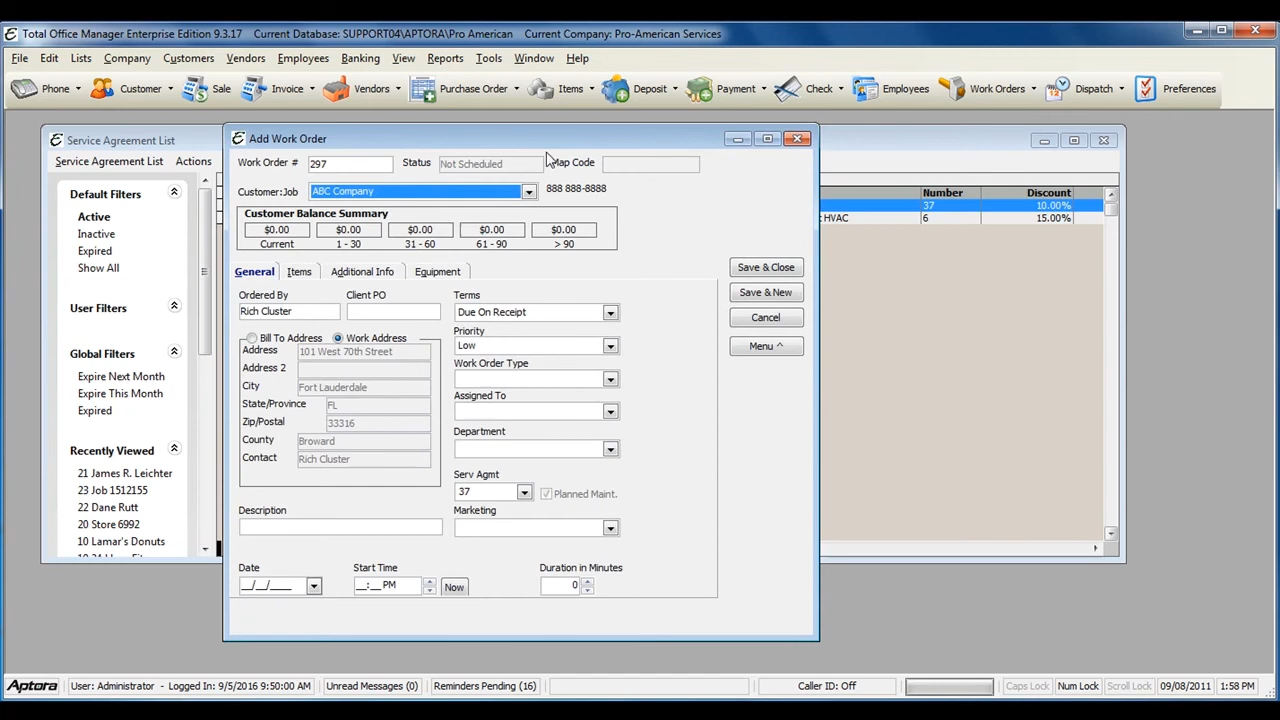 Total Office Manager Enterprise Edition 9.3.17 Current Database: SUPPORT04\APTORA\Pro American Current Company: Pro-American Services
File Edit Lists Company Customers Vendors Employees Banking View Reports Tools Window Help
Phone Customer Sale Invoice Vendors Purchase Order Items Deposit Payment Check Employees Work Orders Dispatch Preferences
Service Agreement List
Service Agreement List Actions
Default Filters
Active
Inactive
Expired
Show All
User Filters
Global Filters
Expire Next Month
Expire This Month
Expired
Recently Viewed
21 James R. Leichter
23 Job 1512155
22 Dane Rutt
20 Store 6992
10 Lamar's Donuts
Add Work Order
Work Order # 297 Status Not Scheduled Map Code
Customer:Job ABC Company 888 888-8888
Customer Balance Summary
$0.00 $0.00 $0.00 $0.00 $0.00
Current 1 - 30 31 - 60 61 - 90 > 90
General Items Additional Info Equipment
Ordered By Client PO
Rich Cluster
Bill To Address Work Address
Address 101 West 70th Street
Address 2
City Fort Lauderdale
State/Province FL
Zip/Postal 33316
County Broward
Contact Rich Cluster
Description
Terms
Due On Receipt
Priority
Low
Work Order Type
Assigned To
Department
Serv Agmt
37 Planned Maint.
Marketing
Date Start Time Duration in Minutes
__/__/____ __:__ PM Now 0
Save & Close
Save & New
Cancel
Menu ^
Number Discount
37 10.00%
HVAC 6 15.00%
Aptora User: Administrator - Logged In: 9/5/2016 9:50:00 AM Unread Messages (0) Reminders Pending (16) Caller ID: Off Caps Lock Num Lock Scroll Lock 09/08/2011 1:58 PM